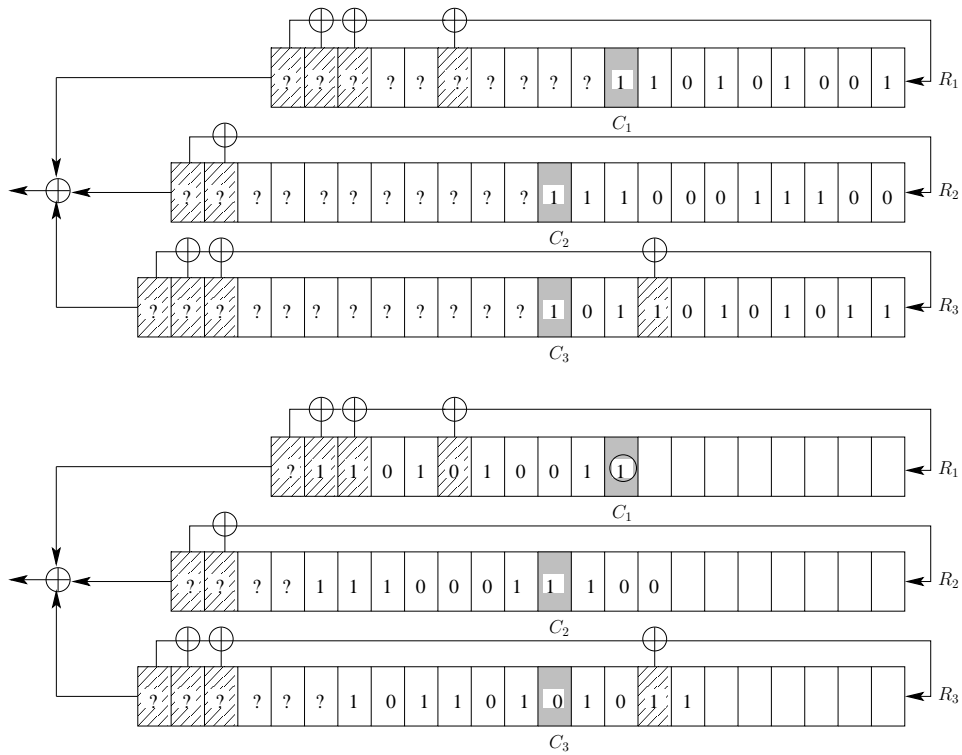 ? ? ? ? ? ? ? ? ? ? 1 1 0 1 0 1 0 0 1 R1
C1
? ? ? ? ? ? ? ? ? ? ? 1 1 1 0 0 0 1 1 1 0 0 R2
C2
? ? ? ? ? ? ? ? ? ? ? ? 1 0 1 1 0 1 0 1 0 1 1 R3
C3
? 1 1 0 1 0 1 0 0 1 1 R1
C1
? ? ? ? 1 1 1 0 0 0 1 1 1 0 0 R2
C2
? ? ? ? ? ? 1 0 1 1 0 1 0 1 0 1 1 R3
C3